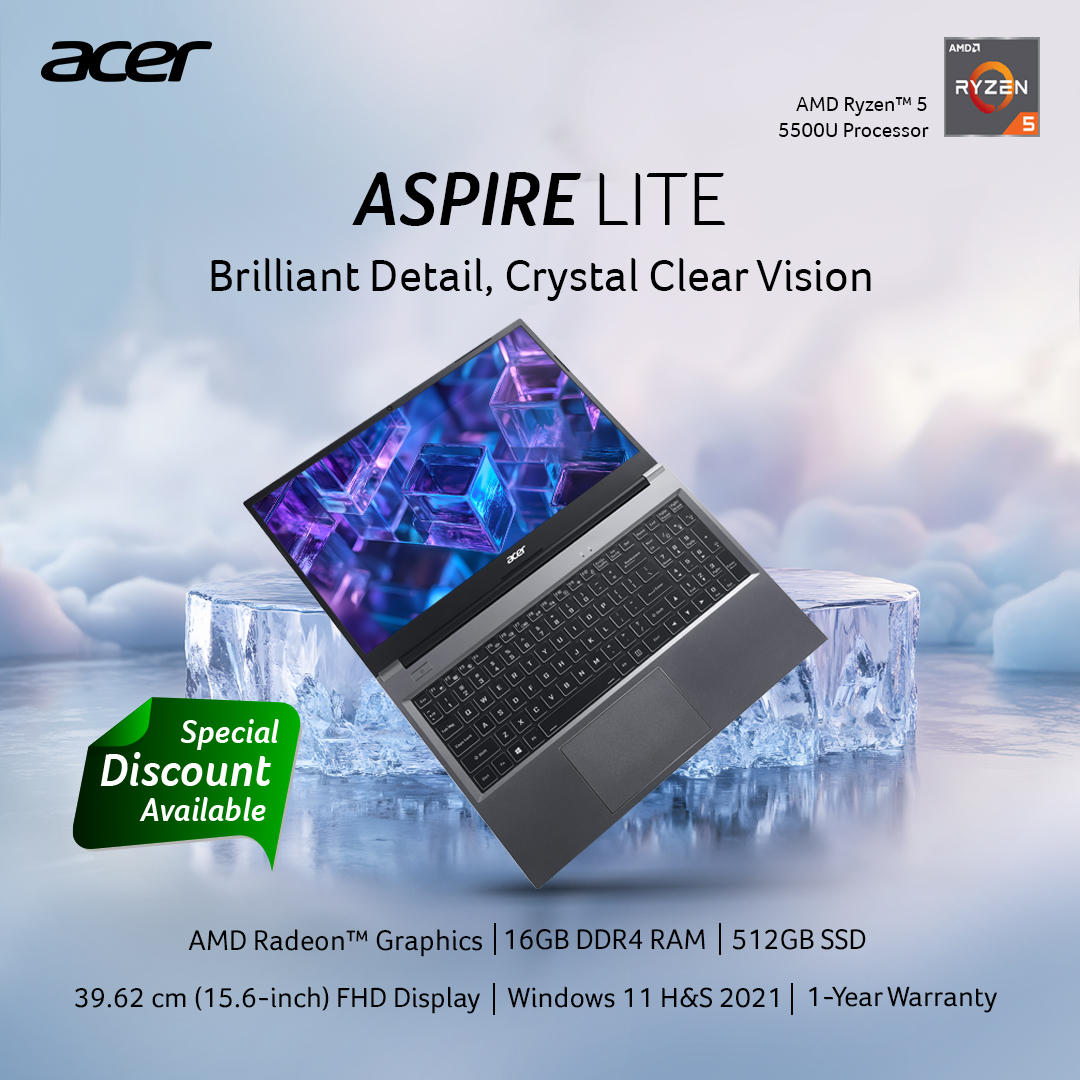 acer
AMD
RYZEN
5
AMD Ryzen™ 5
5500U Processor
ASPIRE LITE
Brilliant Detail, Crystal Clear Vision
acer
Special
Discount
Available
AMD Radeon™ Graphics | 16GB DDR4 RAM | 512GB SSD
39.62 cm (15.6-inch) FHD Display | Windows 11 H&S 2021 | 1-Year Warranty